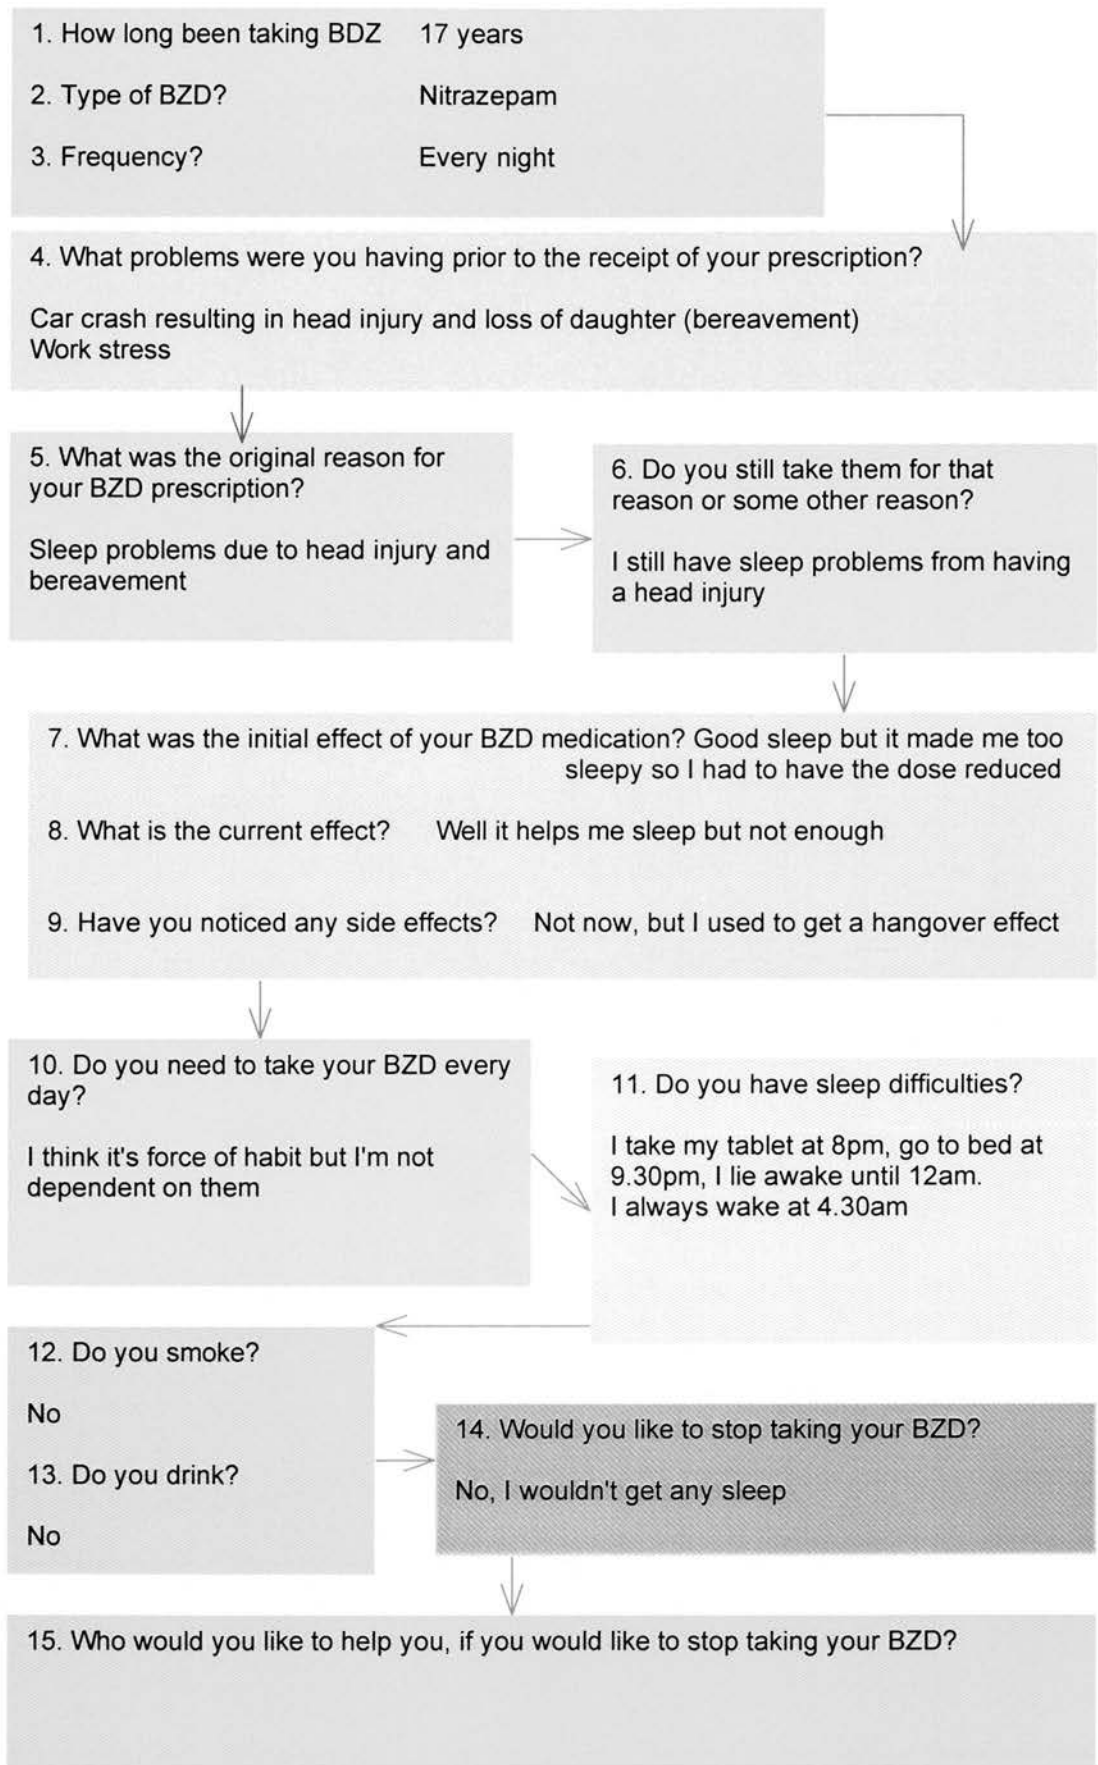 1. How long been taking BDZ 17 years
2. Type of BZD? Nitrazepam
3. Frequency? Every night
4. What problems were you having prior to the receipt of your prescription?
Car crash resulting in head injury and loss of daughter (bereavement)
Work stress
5. What was the original reason for
your BZD prescription?
Sleep problems due to head injury and
bereavement
6. Do you still take them for that
reason or some other reason?
I still have sleep problems from having
a head injury
7. What was the initial effect of your BZD medication? Good sleep but it made me too
sleepy so I had to have the dose reduced
8. What is the current effect? Well it helps me sleep but not enough
9. Have you noticed any side effects? Not now, but I used to get a hangover effect
10. Do you need to take your BZD every
day?
I think it's force of habit but I'm not
dependent on them
11. Do you have sleep difficulties?
I take my tablet at 8pm, go to bed at
9.30pm, I lie awake until 12am.
I always wake at 4.30am
12. Do you smoke?
No
13. Do you drink?
No
14. Would you like to stop taking your BZD?
No, I wouldn't get any sleep
15. Who would you like to help you, if you would like to stop taking your BZD?